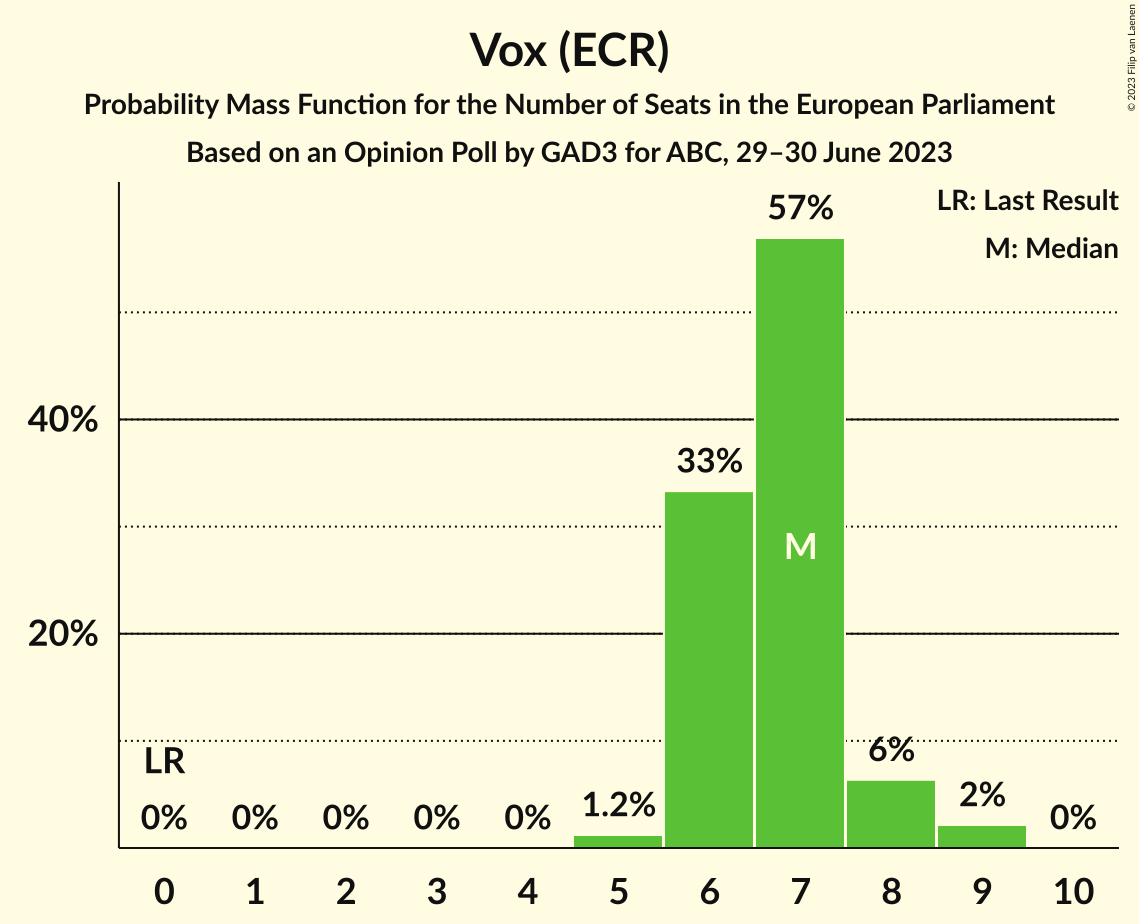 Vox (ECR)
Probability Mass Function for the Number of Seats in the European Parliament
Based on an Opinion Poll by GAD3 for ABC, 29–30 June 2023
© 2023 Filip van Laenen
LR: Last Result
M: Median
57%
40%
33%
M
20%
LR
6%
0% 0% 0% 0% 0% 1.2% 2% 0%
0 1 2 3 4 5 6 7 8 9 10